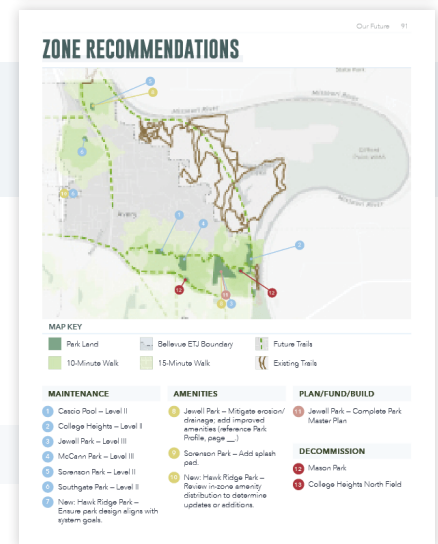 Our Future 91
ZONE RECOMMENDATIONS
Missouri River
Missouri River
MAP KEY
Park Land
Bellevue ETJ Boundary
Future Trails
10-Minute Walk
15-Minute Walk
Existing Trails
MAINTENANCE
1 Cascio Pool – Level II
2 College Heights – Level II
3 Jewell Park – Level III
4 McCann Park – Level III
5 Sorenson Park – Level II
6 Southgate Park – Level II
7 New: Hawk Ridge Park –
Ensure park design aligns with
system goals.
AMENITIES
8 Jewell Park – Mitigate erosion/
drainage; add improved
amenities (reference Park
Profile, page __.)
9 Sorenson Park – Add splash
pad.
10 New: Hawk Ridge Park –
Review in-zone amenity
distribution to determine
updates or additions.
PLAN/FUND/BUILD
11 Jewell Park – Complete Park
Master Plan
DECOMMISSION
12 Mason Park
13 College Heights North Field